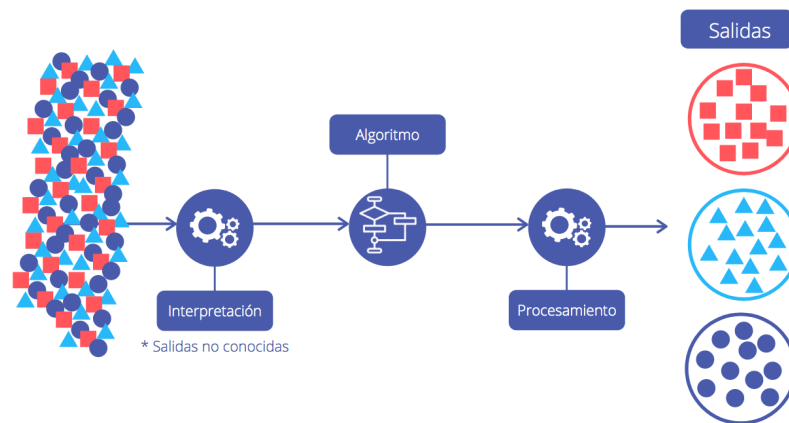 Salidas
Algoritmo
Interpretación
Procesamiento
* Salidas no conocidas